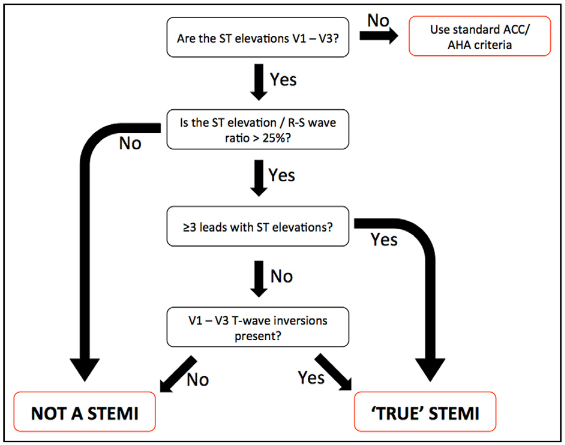 Are the ST elevations V1 – V3?
No
Use standard ACC/
AHA criteria
Yes
Is the ST elevation / R-S wave
ratio > 25%?
No
Yes
≥3 leads with ST elevations?
Yes
No
V1 – V3 T-wave inversions
present?
No
Yes
NOT A STEMI
‘TRUE’ STEMI